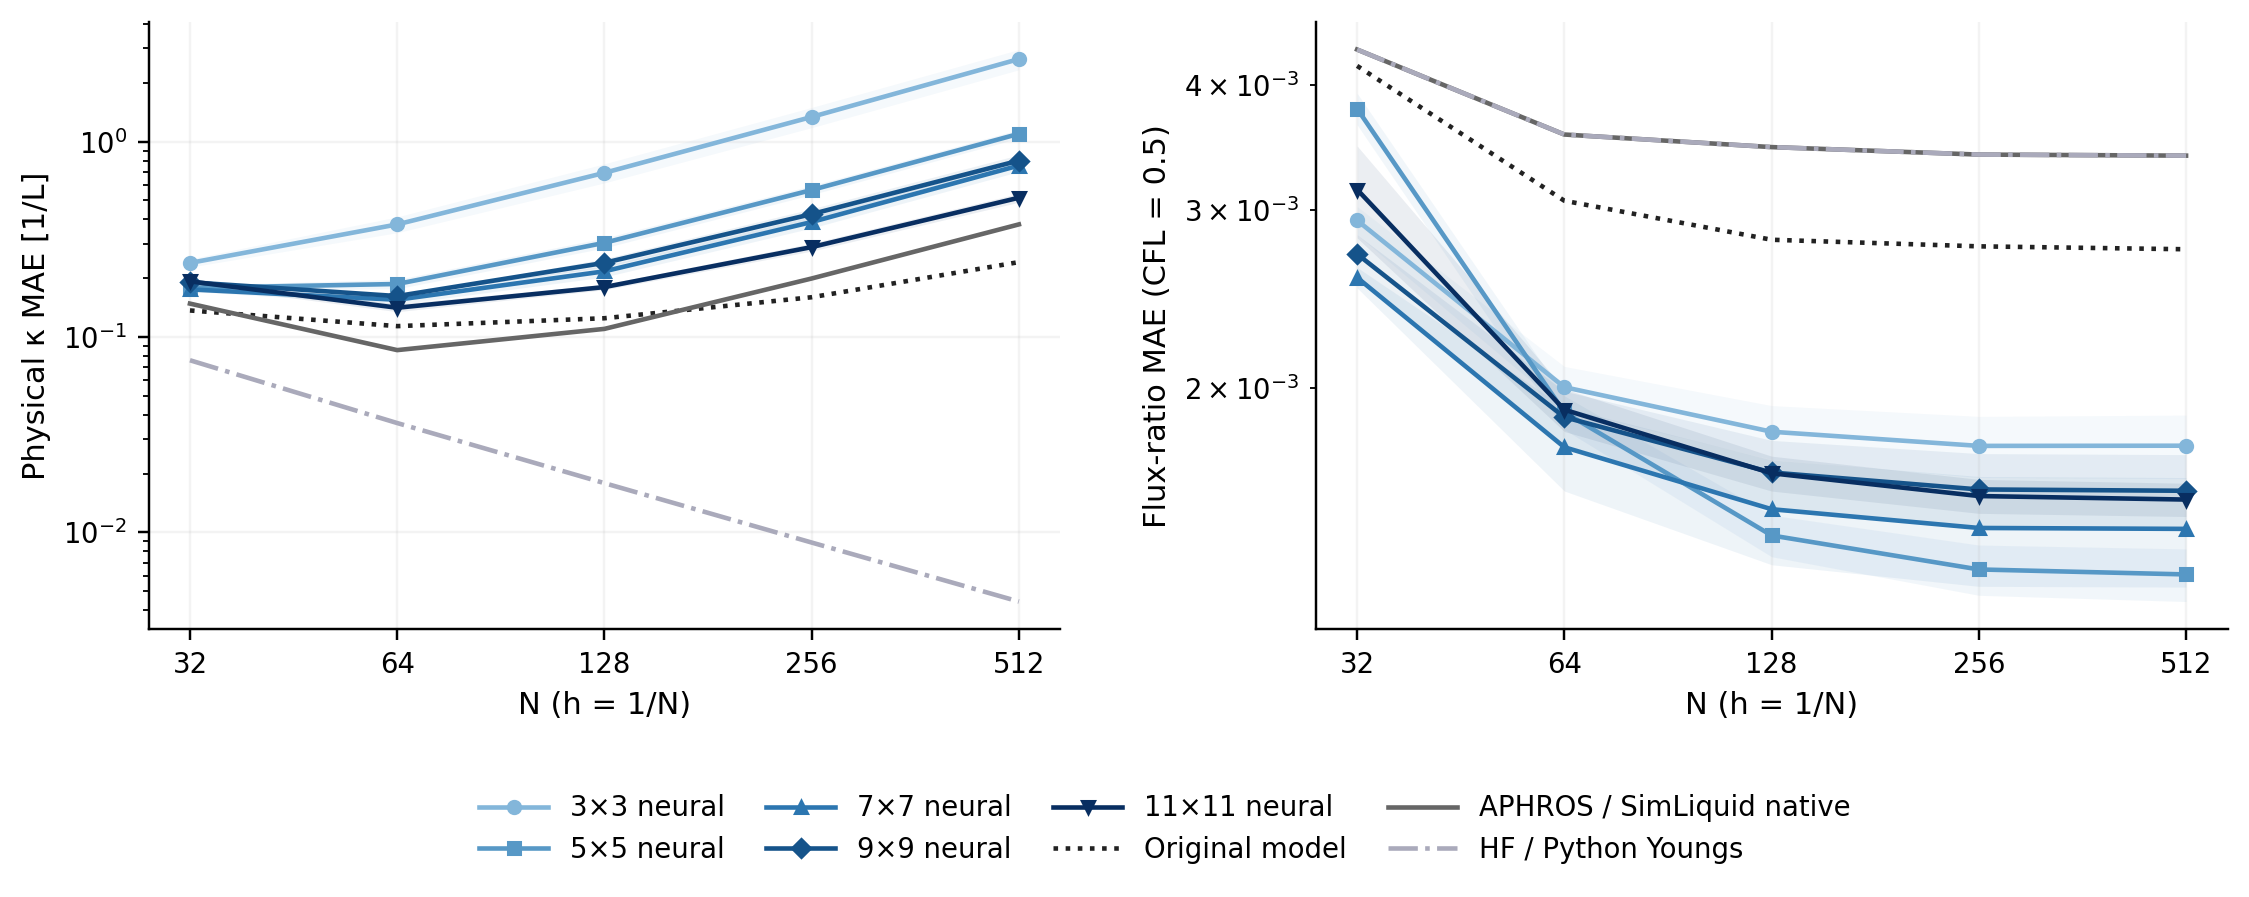 Physical κ MAE [1/L]
10⁰
10⁻¹
10⁻²
32 64 128 256 512
N (h = 1/N)
Flux-ratio MAE (CFL = 0.5)
4 × 10⁻³
3 × 10⁻³
2 × 10⁻³
32 64 128 256 512
N (h = 1/N)
3×3 neural 7×7 neural 11×11 neural APHROS / SimLiquid native
5×5 neural 9×9 neural Original model HF / Python Youngs